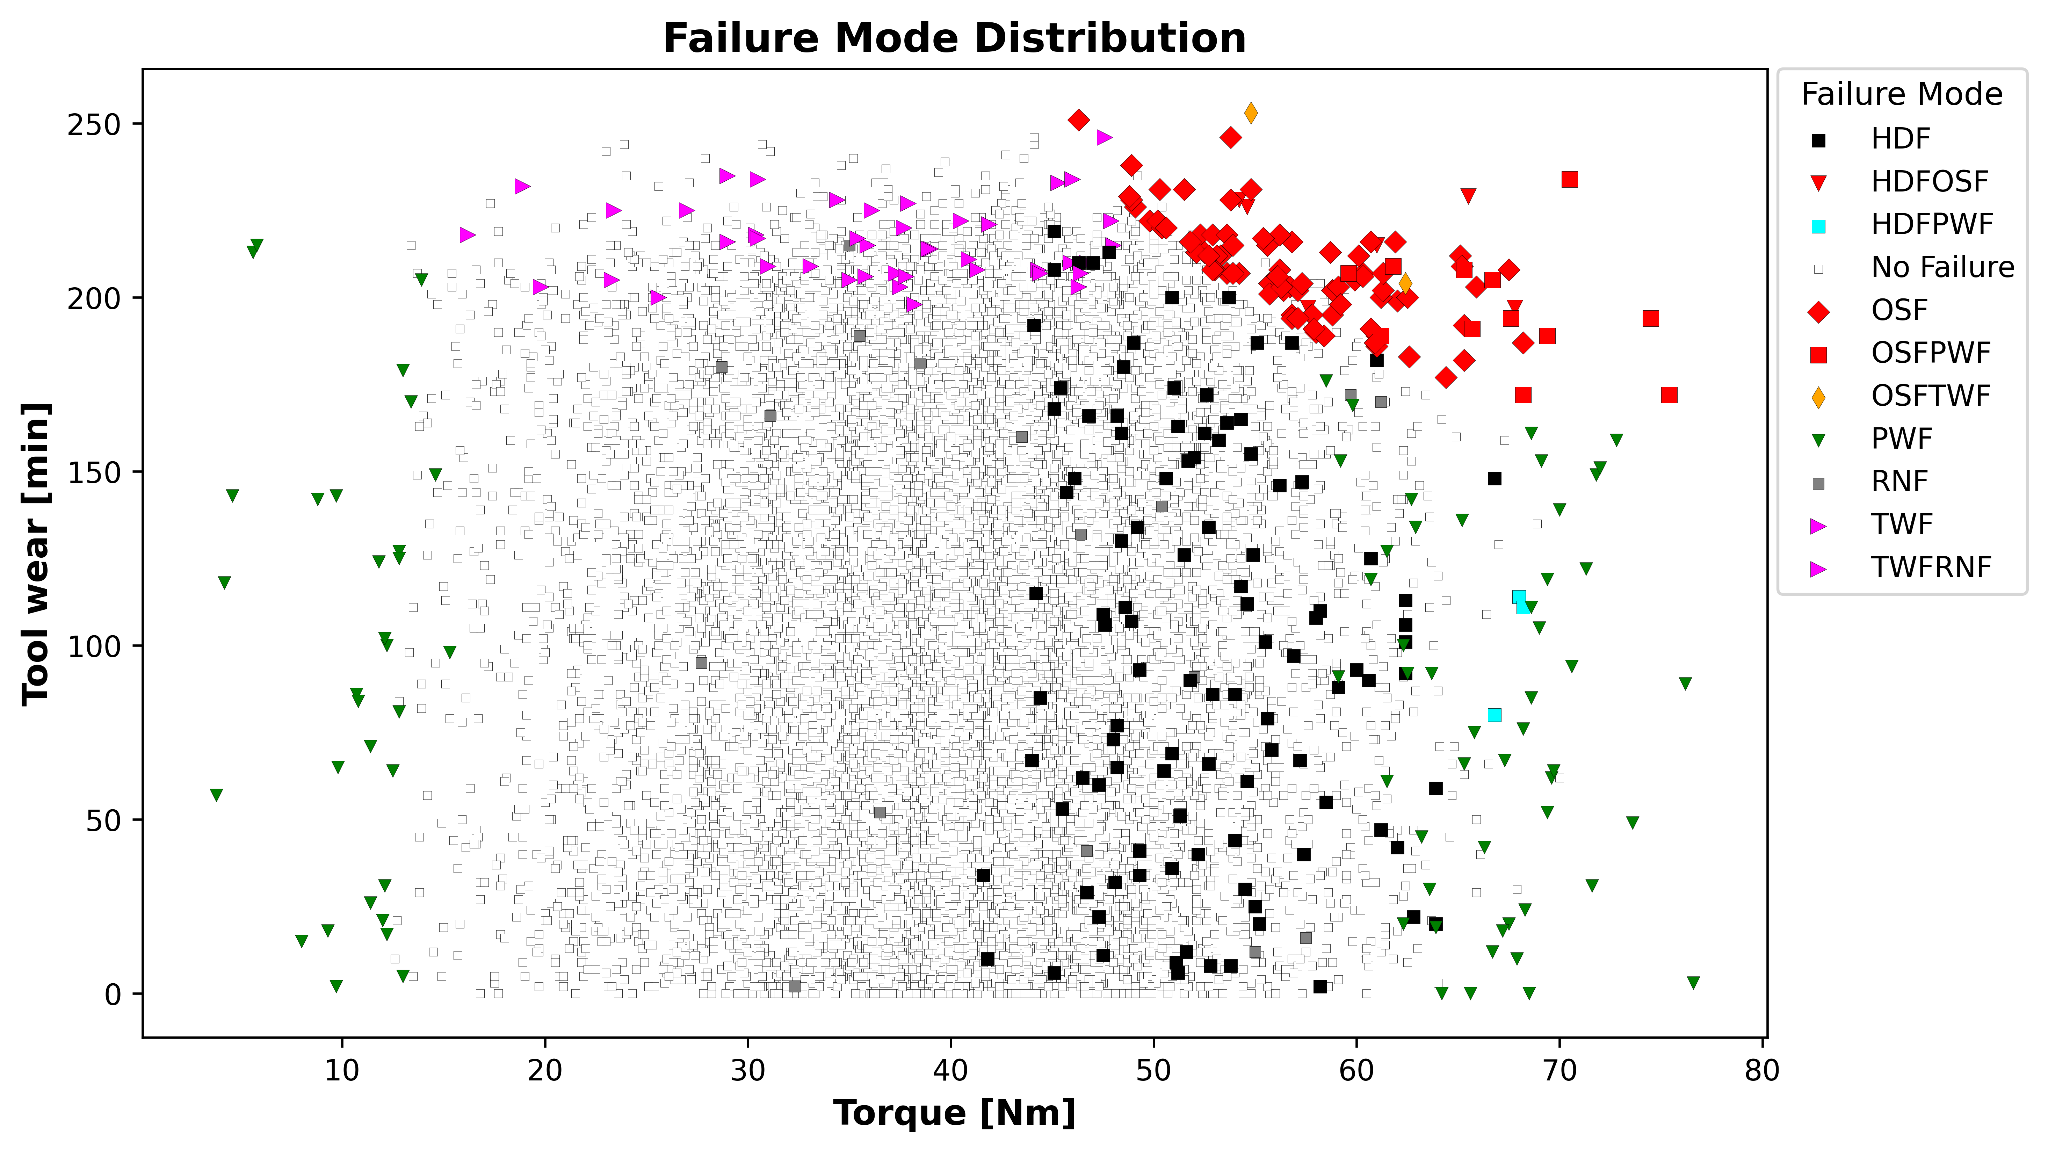 Failure Mode Distribution
Tool wear [min]
250
200
150
100
50
0
10 20 30 40 50 60 70 80
Torque [Nm]
Failure Mode
HDF
HDFOSF
HDFPWF
No Failure
OSF
OSFPWF
OSFTWF
PWF
RNF
TWF
TWFRNF